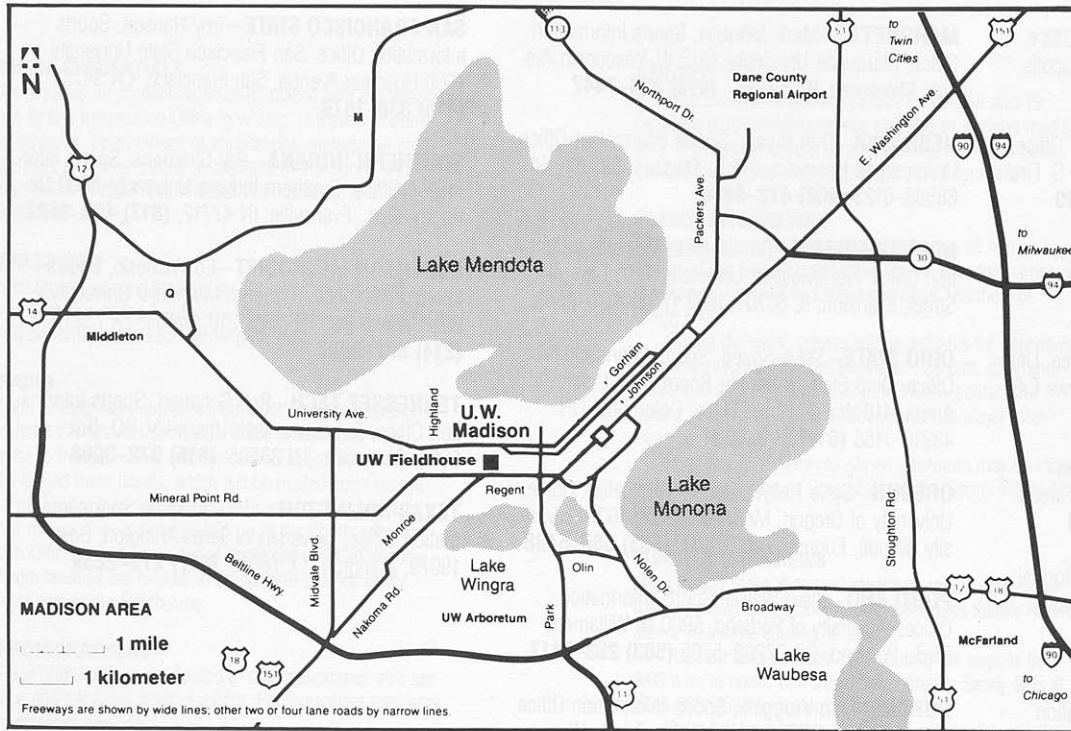 N
113
51
to
Twin
Cities
151
Dane County
Regional Airport
Northport Dr.
E. Washington Ave.
M
12
90
94
Packers Ave.
to
Milwaukee
30
94
Lake Mendota
Q
14
Middleton
Gorham
Johnson
University Ave.
Highland
U.W.
Madison
UW Fieldhouse
Regent
Mineral Point Rd.
Monroe
Lake
Monona
Stoughton Rd.
Beltline Hwy.
Midvale Blvd.
Nakoma Rd.
Lake
Wingra
Olin
Nolen Dr.
Park
UW Arboretum
Broadway
12
18
MADISON AREA
1 mile
1 kilometer
18
151
14
Lake
Waubesa
McFarland
90
to
Chicago
51
Freeways are shown by wide lines; other two or four lane roads by narrow lines.